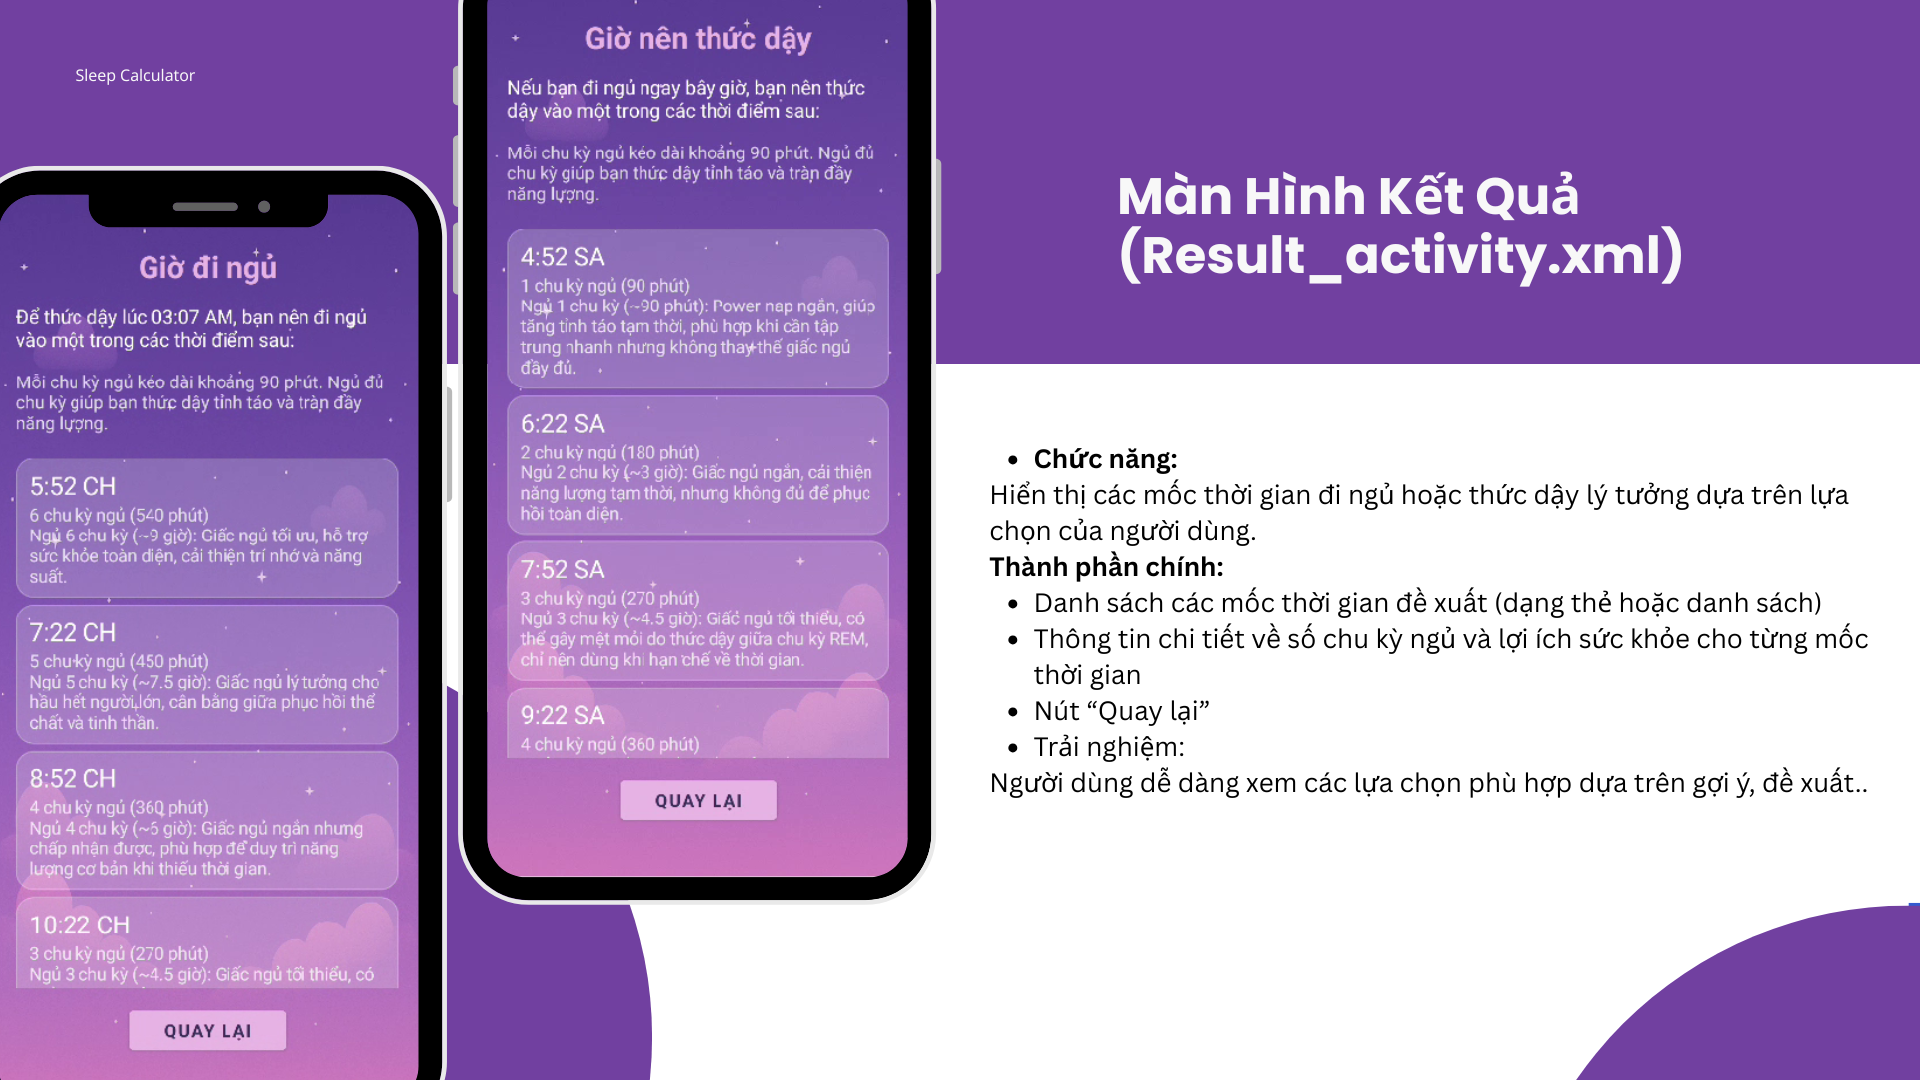 Sleep Calculator
Giờ đi ngủ
Để thức dậy lúc 03:07 AM, bạn nên đi ngủ
vào một trong các thời điểm sau:
Mỗi chu kỳ ngủ kéo dài khoảng 90 phút. Ngủ đủ
chu kỳ giúp bạn thức dậy tỉnh táo và tràn đầy
năng lượng.
5:52 CH
6 chu kỳ ngủ (540 phút)
Ngủ 6 chu kỳ (~9 giờ): Giấc ngủ tối ưu, hỗ trợ
sức khỏe toàn diện, cải thiện trí nhớ và năng
suất.
7:22 CH
5 chu kỳ ngủ (450 phút)
Ngủ 5 chu kỳ (~7.5 giờ): Giấc ngủ lý tưởng cho
hầu hết người lớn, cân bằng giữa phục hồi thể
chất và tinh thần.
8:52 CH
4 chu kỳ ngủ (360 phút)
Ngủ 4 chu kỳ (~6 giờ): Giấc ngủ ngắn nhưng
chấp nhận được, phù hợp để duy trì năng
lượng cơ bản khi thiếu thời gian.
10:22 CH
3 chu kỳ ngủ (270 phút)
Ngủ 3 chu kỳ (~4.5 giờ): Giấc ngủ tối thiểu, có
QUAY LẠI
Giờ nên thức dậy
Nếu bạn đi ngủ ngay bây giờ, bạn nên thức
dậy vào một trong các thời điểm sau:
Mỗi chu kỳ ngủ kéo dài khoảng 90 phút. Ngủ đủ
chu kỳ giúp bạn thức dậy tỉnh táo và tràn đầy
năng lượng.
4:52 SA
1 chu kỳ ngủ (90 phút)
Ngủ 1 chu kỳ (~90 phút): Power nap ngắn, giúp
tăng tỉnh táo tạm thời, phù hợp khi cần tập
trung nhanh nhưng không thay thế giấc ngủ
đầy đủ.
6:22 SA
2 chu kỳ ngủ (180 phút)
Ngủ 2 chu kỳ (~3 giờ): Giấc ngủ ngắn, cải thiện
năng lượng tạm thời, nhưng không đủ để phục
hồi toàn diện.
7:52 SA
3 chu kỳ ngủ (270 phút)
Ngủ 3 chu kỳ (~4.5 giờ): Giấc ngủ tối thiểu, có
thể gây mệt mỏi do thức dậy giữa chu kỳ REM,
chỉ nên dùng khi hạn chế về thời gian.
9:22 SA
4 chu kỳ ngủ (360 phút)
QUAY LẠI
Màn Hình Kết Quả
(Result_activity.xml)
• Chức năng:
Hiển thị các mốc thời gian đi ngủ hoặc thức dậy lý tưởng dựa trên lựa
chọn của người dùng.
Thành phần chính:
• Danh sách các mốc thời gian đề xuất (dạng thẻ hoặc danh sách)
• Thông tin chi tiết về số chu kỳ ngủ và lợi ích sức khỏe cho từng mốc
thời gian
• Nút “Quay lại”
• Trải nghiệm:
Người dùng dễ dàng xem các lựa chọn phù hợp dựa trên gợi ý, đề xuất..